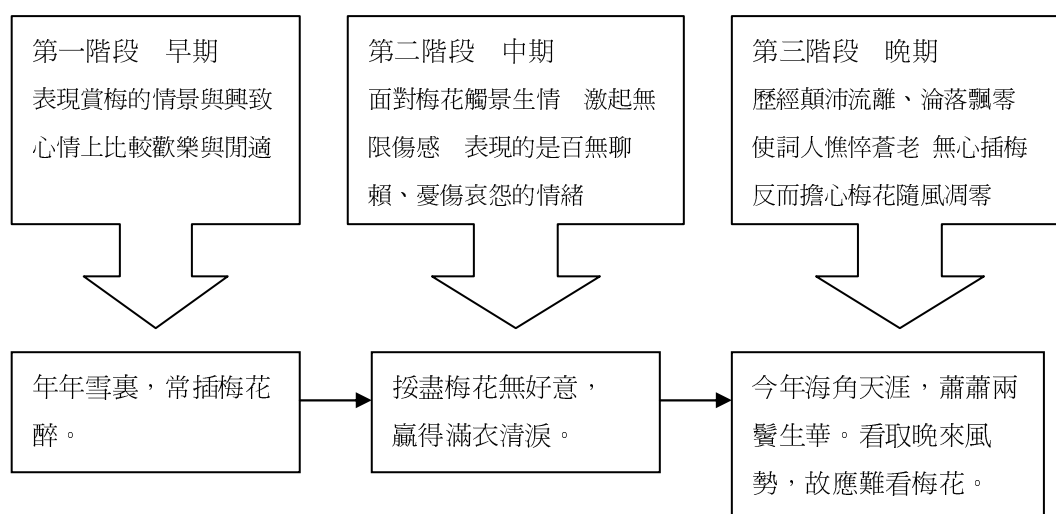 第一階段　早期
表現賞梅的情景與興致
心情上比較歡樂與閒適
第二階段　中期
面對梅花觸景生情　激起無
限傷感　表現的是百無聊
賴、憂傷哀怨的情緒
第三階段　晚期
歷經顛沛流離、淪落飄零
使詞人憔悴蒼老 無心插梅
反而擔心梅花隨風凋零
年年雪裏，常插梅花
醉。
挼盡梅花無好意，
贏得滿衣清淚。
今年海角天涯，蕭蕭兩
鬢生華。看取晚來風
勢，故應難看梅花。